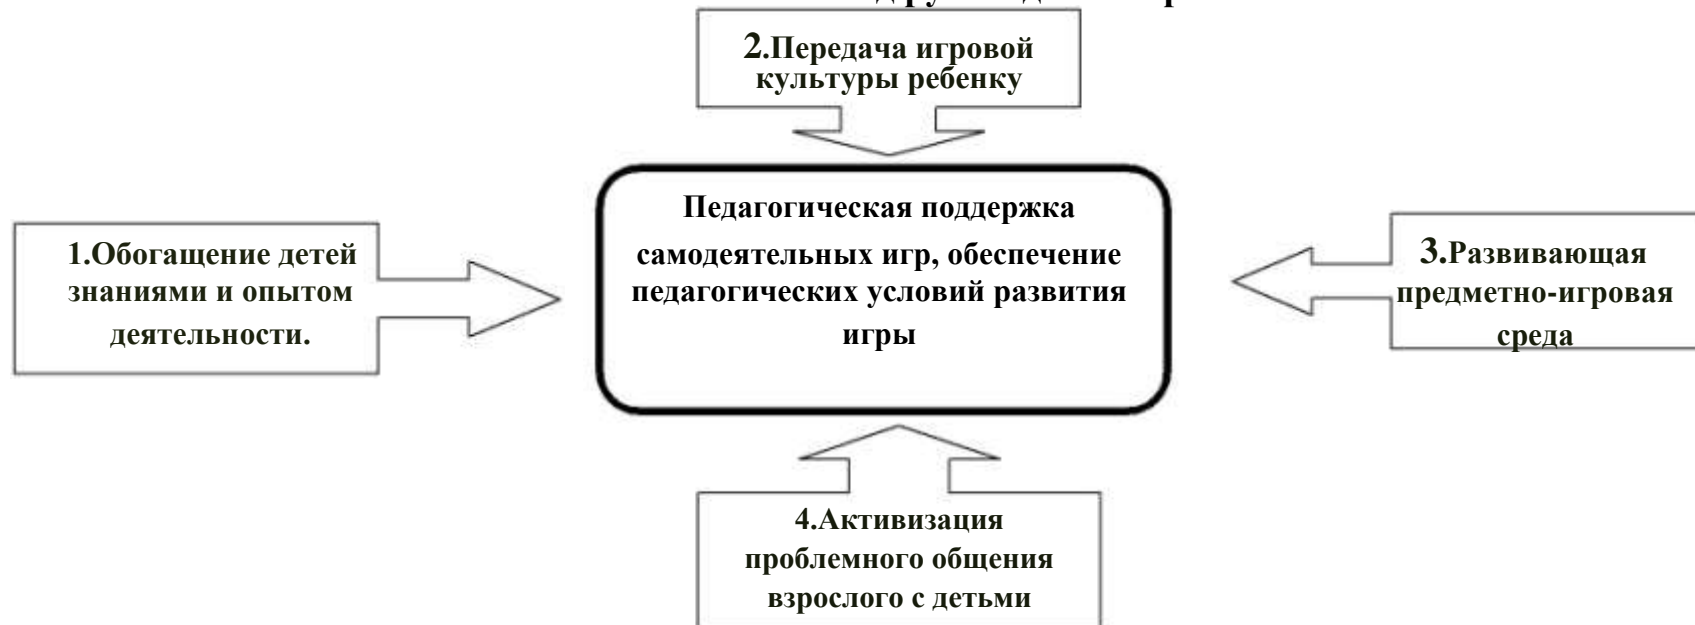 2.Передача игровой
культуры ребенку
Педагогическая поддержка
самодеятельных игр, обеспечение
педагогических условий развития
игры
1.Обогащение детей
знаниями и опытом
деятельности.
3.Развивающая
предметно-игровая
среда
4.Активизация
проблемного общения
взрослого с детьми